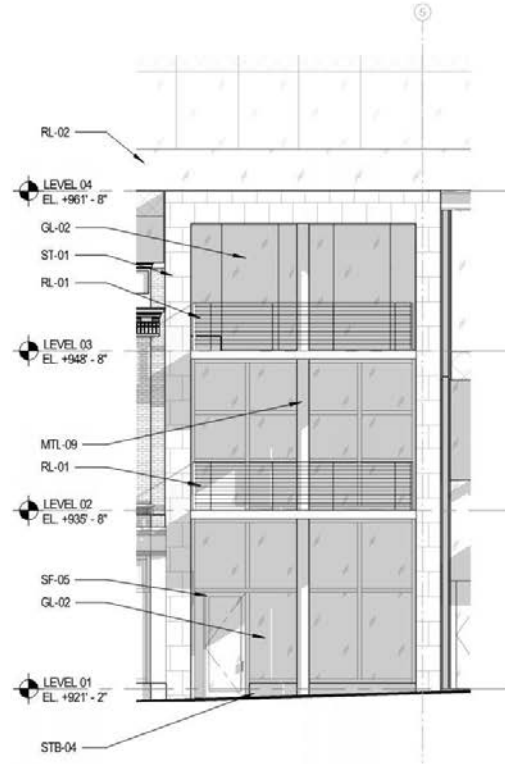 5
RL-02
LEVEL 04
EL. +961' - 8"
GL-02
ST-01
RL-01
LEVEL 03
EL. +948' - 8"
MTL-09
RL-01
LEVEL 02
EL. +935' - 8"
SF-05
GL-02
LEVEL 01
EL. +921' - 2"
STB-04